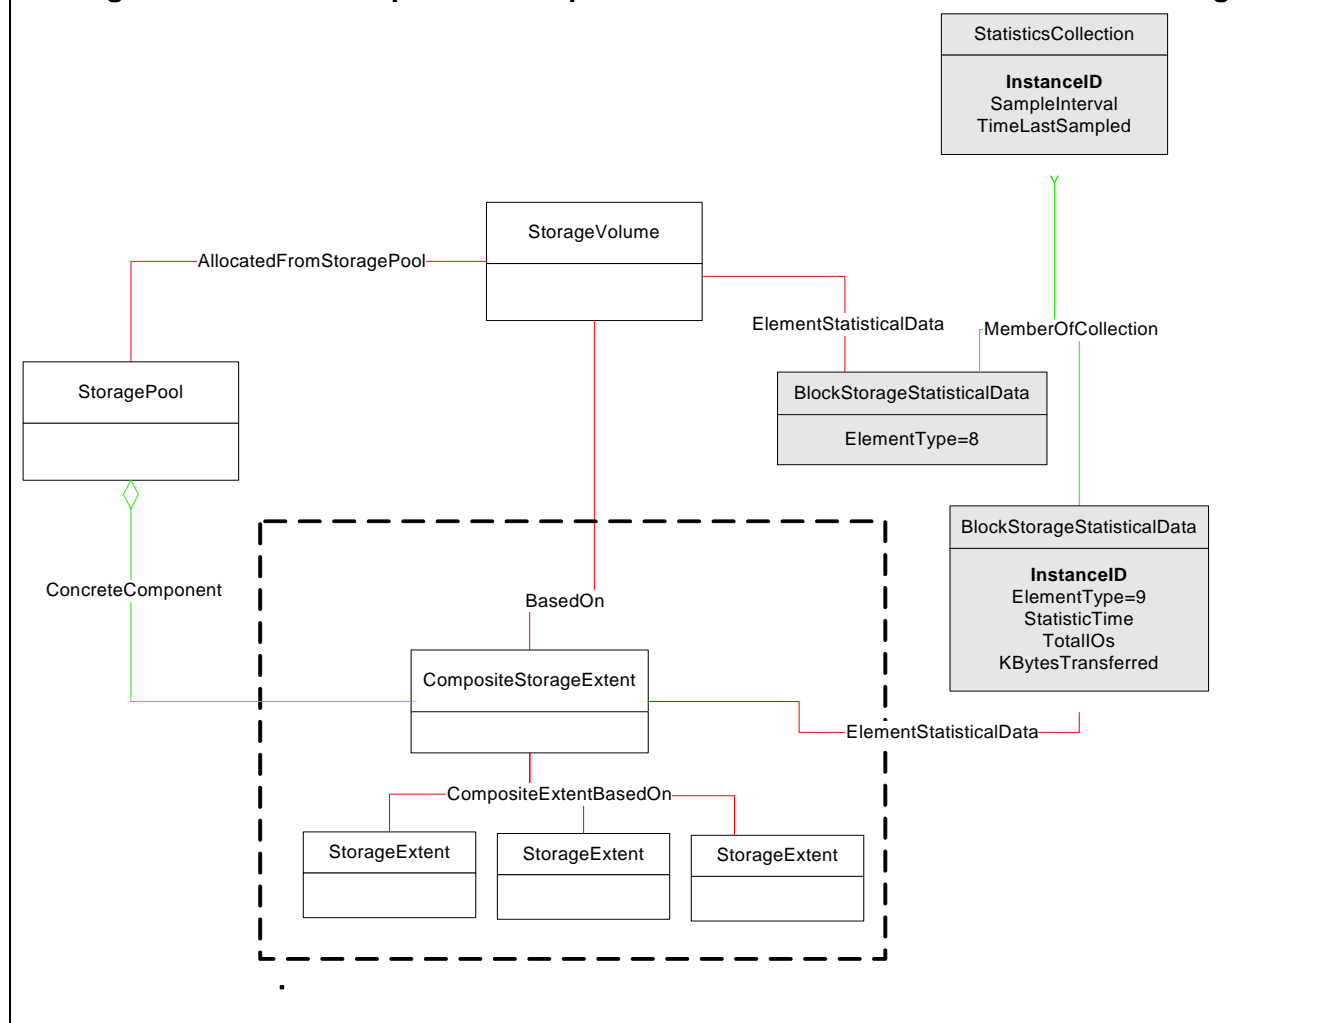 StatisticsCollection
InstanceID
SampleInterval
TimeLastSampled
StorageVolume
AllocatedFromStoragePool
ElementStatisticalData
MemberOfCollection
StoragePool
BlockStorageStatisticalData
ElementType=8
BlockStorageStatisticalData
InstanceID
ElementType=9
StatisticTime
TotalIOs
KBytesTransferred
ConcreteComponent
BasedOn
CompositeStorageExtent
ElementStatisticalData
CompositeExtentBasedOn
StorageExtent
StorageExtent
StorageExtent